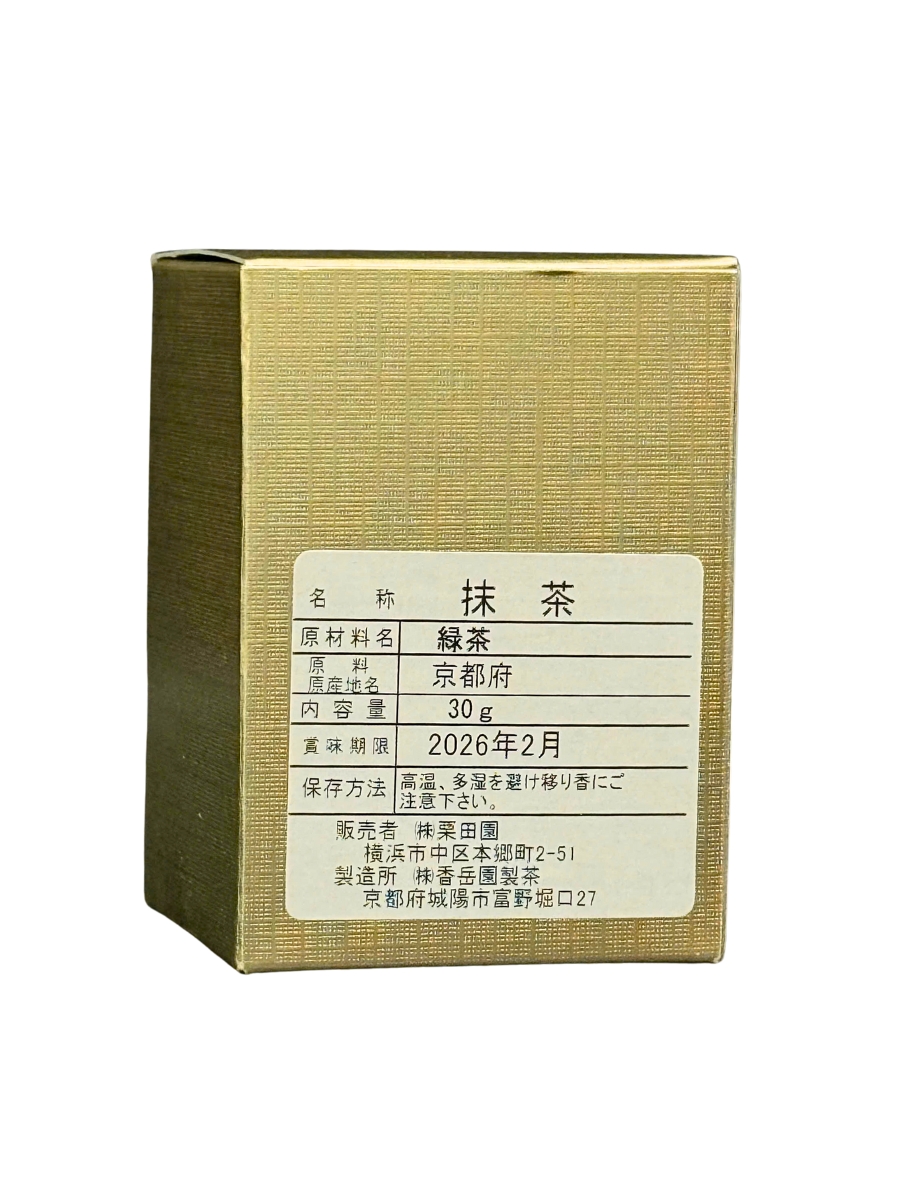 名称 抹茶
原材料名 緑茶
原料原産地名 京都府
内容量 30g
賞味期限 2026年2月
保存方法 高温、多湿を避け移り香にご
注意下さい。
販売者 ㈱栗田園
横浜市中区本郷町2-51
製造所 ㈱香岳園製茶
京都府城陽市富野堀口27